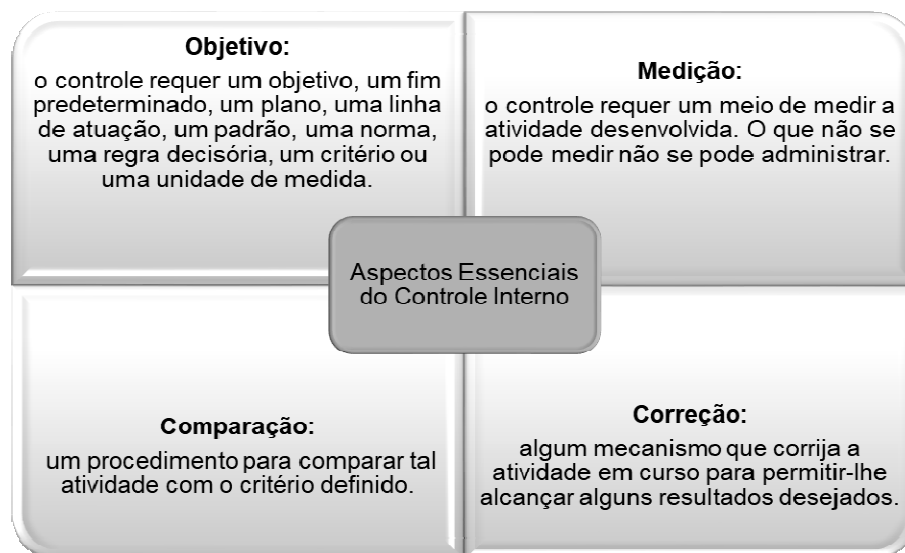 Objetivo:
o controle requer um objetivo, um fim
predeterminado, um plano, uma linha
de atuação, um padrão, uma norma,
uma regra decisória, um critério ou
uma unidade de medida.
Medição:
o controle requer um meio de medir a
atividade desenvolvida. O que não se
pode medir não se pode administrar.
Aspectos Essenciais
do Controle Interno
Comparação:
um procedimento para comparar tal
atividade com o critério definido.
Correção:
algum mecanismo que corrija a
atividade em curso para permitir-lhe
alcançar alguns resultados desejados.